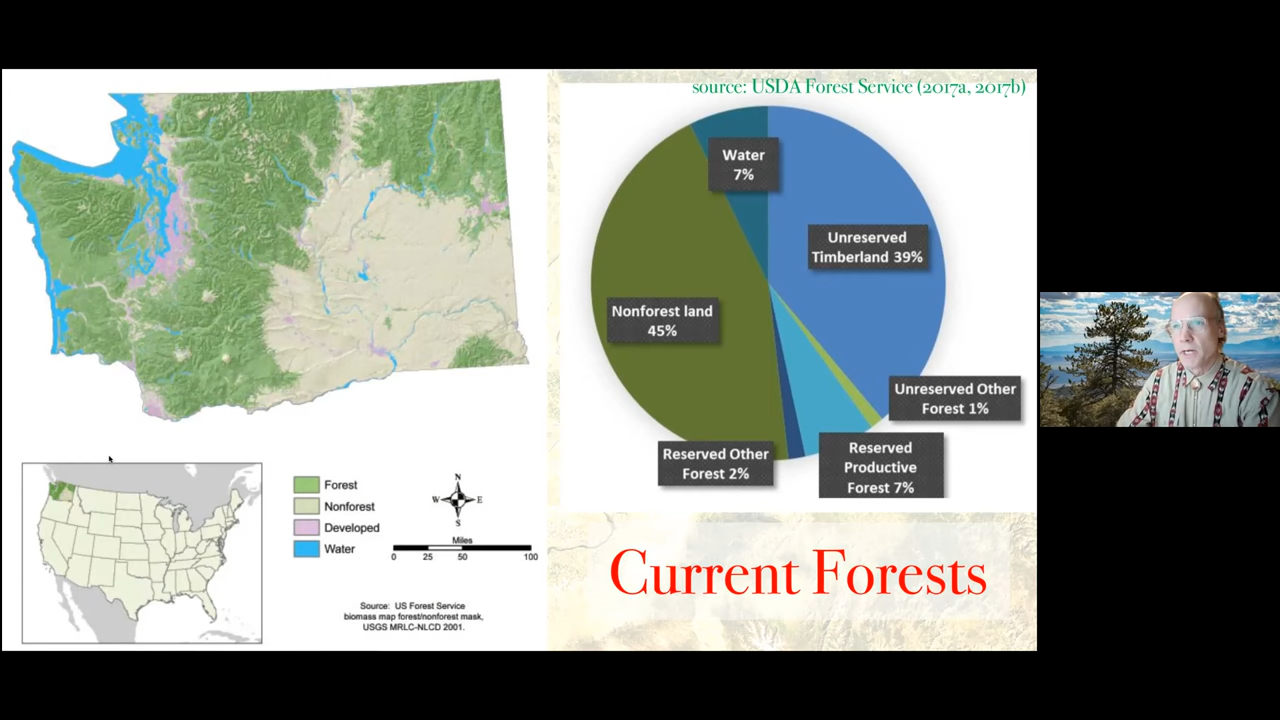 source: USDA Forest Service (2017a, 2017b)
Water
7%
Unreserved
Timberland 39%
Nonforest land
45%
Unreserved Other
Forest 1%
Reserved Other
Forest 2%
Reserved
Productive
Forest 7%
Forest
Nonforest
Developed
Water
N
W
E
S
Miles
0 25 50 100
Source: US Forest Service
biomass map forest/nonforest mask,
USGS MRLC-NLCD 2001.
Current Forests